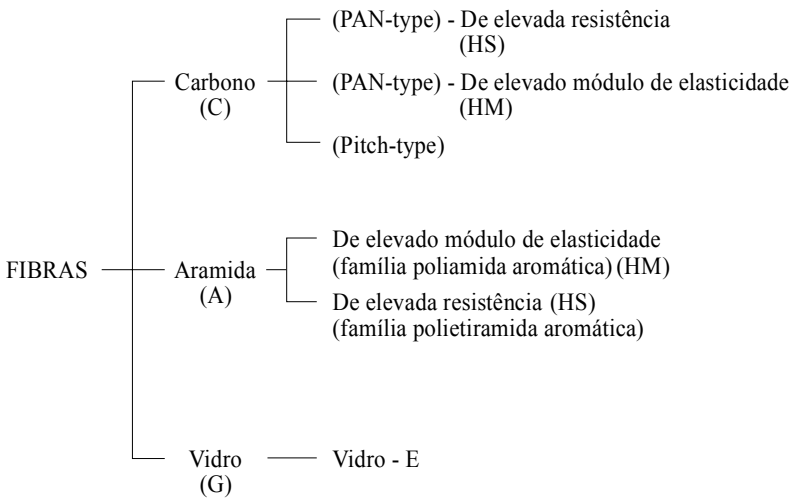 (PAN-type) - De elevada resistência
(HS)
Carbono
(C)
(PAN-type) - De elevado módulo de elasticidade
(HM)
(Pitch-type)
FIBRAS
Aramida
(A)
De elevado módulo de elasticidade
(família poliamida aromática) (HM)
De elevada resistência (HS)
(família polietiramida aromática)
Vidro
(G)
Vidro - E